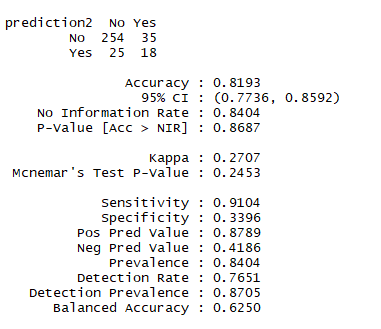 prediction2 No Yes
No 254 35
Yes 25 18
Accuracy : 0.8193
95% CI : (0.7736, 0.8592)
No Information Rate : 0.8404
P-Value [Acc > NIR] : 0.8687
Kappa : 0.2707
Mcnemar's Test P-Value : 0.2453
Sensitivity : 0.9104
Specificity : 0.3396
Pos Pred Value : 0.8789
Neg Pred Value : 0.4186
Prevalence : 0.8404
Detection Rate : 0.7651
Detection Prevalence : 0.8705
Balanced Accuracy : 0.6250